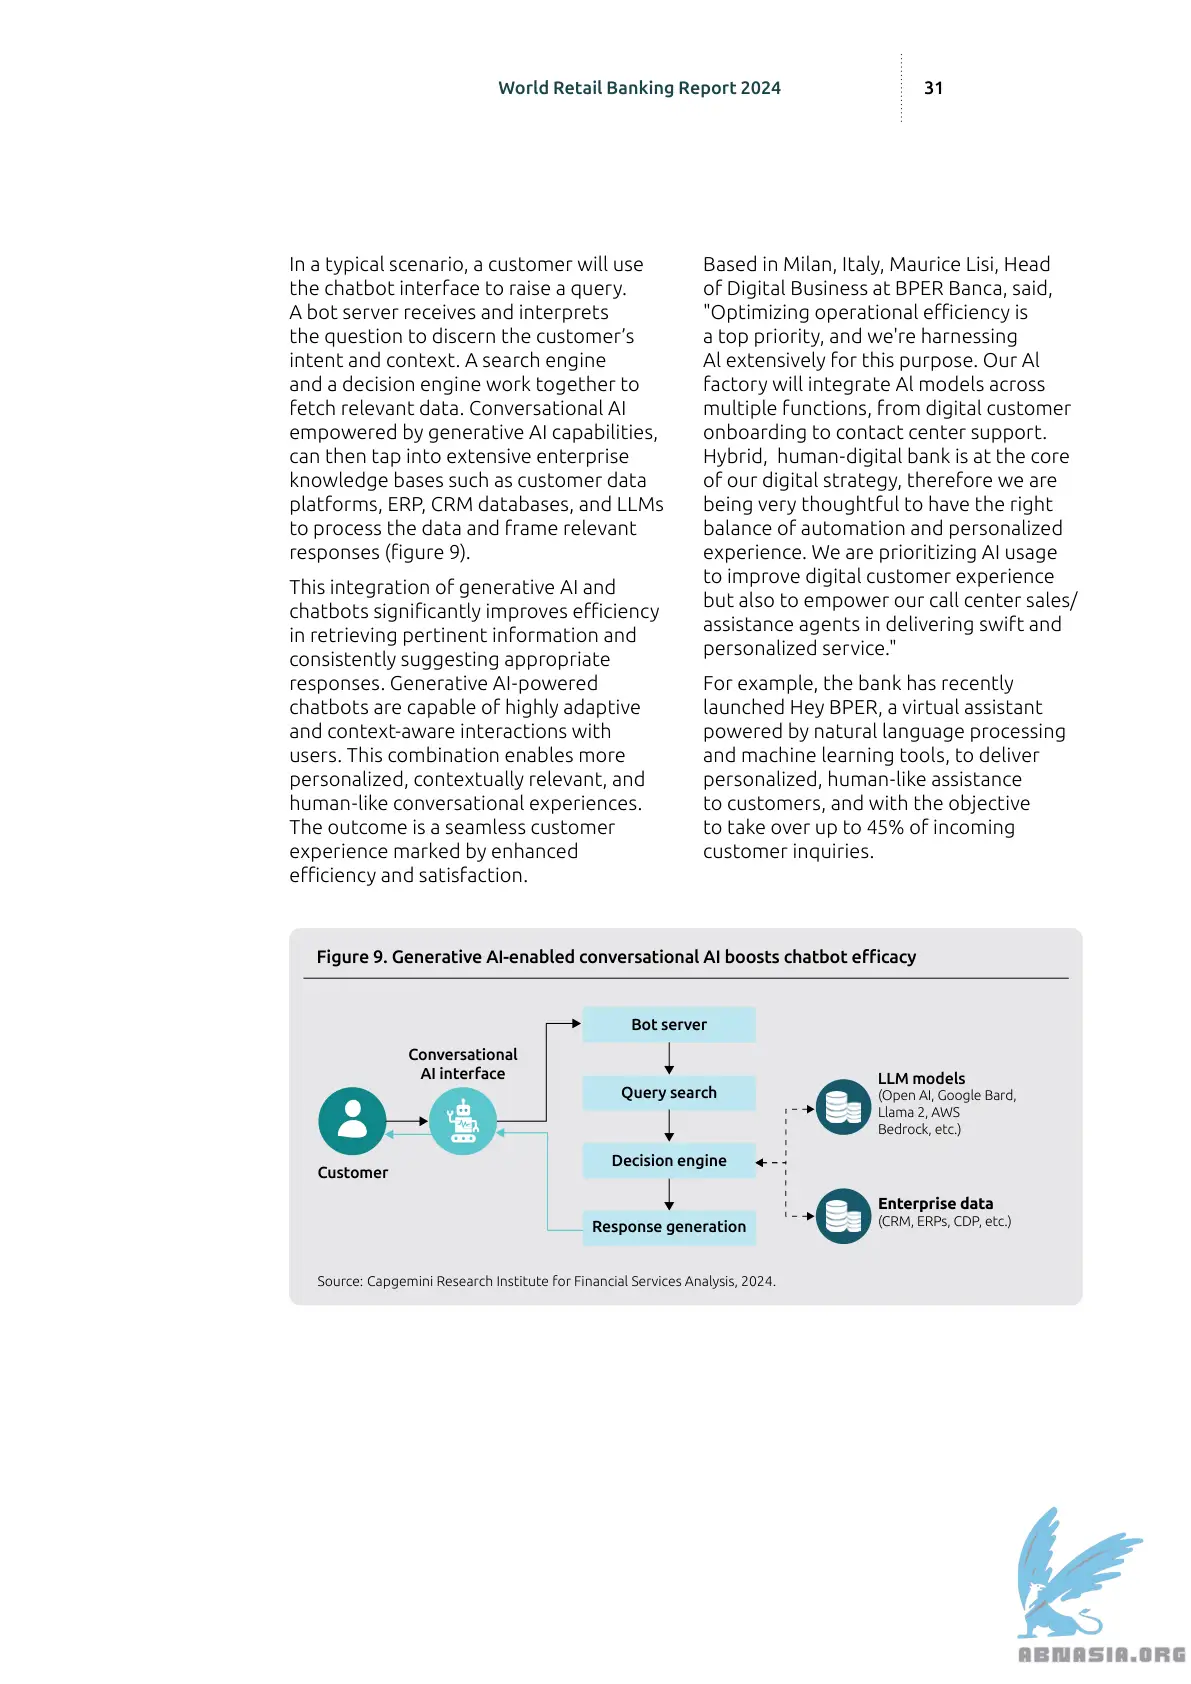 World Retail Banking Report 2024
31
In a typical scenario, a customer will use
the chatbot interface to raise a query.
A bot server receives and interprets
the question to discern the customer’s
intent and context. A search engine
and a decision engine work together to
fetch relevant data. Conversational AI
empowered by generative AI capabilities,
can then tap into extensive enterprise
knowledge bases such as customer data
platforms, ERP, CRM databases, and LLMs
to process the data and frame relevant
responses (figure 9).
This integration of generative AI and
chatbots significantly improves efficiency
in retrieving pertinent information and
consistently suggesting appropriate
responses. Generative AI-powered
chatbots are capable of highly adaptive
and context-aware interactions with
users. This combination enables more
personalized, contextually relevant, and
human-like conversational experiences.
The outcome is a seamless customer
experience marked by enhanced
efficiency and satisfaction.
Based in Milan, Italy, Maurice Lisi, Head
of Digital Business at BPER Banca, said,
"Optimizing operational efficiency is
a top priority, and we're harnessing
Al extensively for this purpose. Our Al
factory will integrate Al models across
multiple functions, from digital customer
onboarding to contact center support.
Hybrid,  human-digital bank is at the core
of our digital strategy, therefore we are
being very thoughtful to have the right
balance of automation and personalized
experience. We are prioritizing AI usage
to improve digital customer experience
but also to empower our call center sales/
assistance agents in delivering swift and
personalized service."
For example, the bank has recently
launched Hey BPER, a virtual assistant
powered by natural language processing
and machine learning tools, to deliver
personalized, human-like assistance
to customers, and with the objective
to take over up to 45% of incoming
customer inquiries.
Figure 9. Generative AI-enabled conversational AI boosts chatbot efficacy
Customer
Conversational
AI interface
Bot server
Query search
Decision engine
Response generation
LLM models
(Open AI, Google Bard,
Llama 2, AWS
Bedrock, etc.)
Enterprise data
(CRM, ERPs, CDP, etc.)
Source: Capgemini Research Institute for Financial Services Analysis, 2024.
ABNASIA.ORG